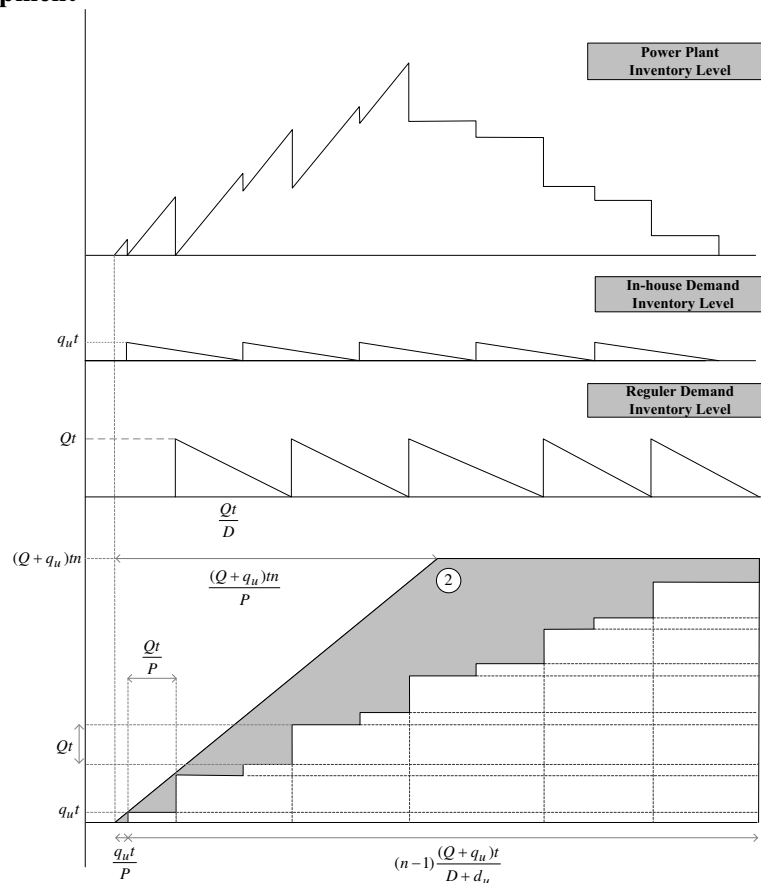 pment
Power Plant
Inventory Level
In-house Demand
Inventory Level
q_u t
Reguler Demand
Inventory Level
Qt
Qt/D
(Q + q_u)tn
(Q + q_u)tn/P
2
Qt/P
Qt
q_u t
q_u t/P
(n−1) (Q + q_u)t/D + d_u